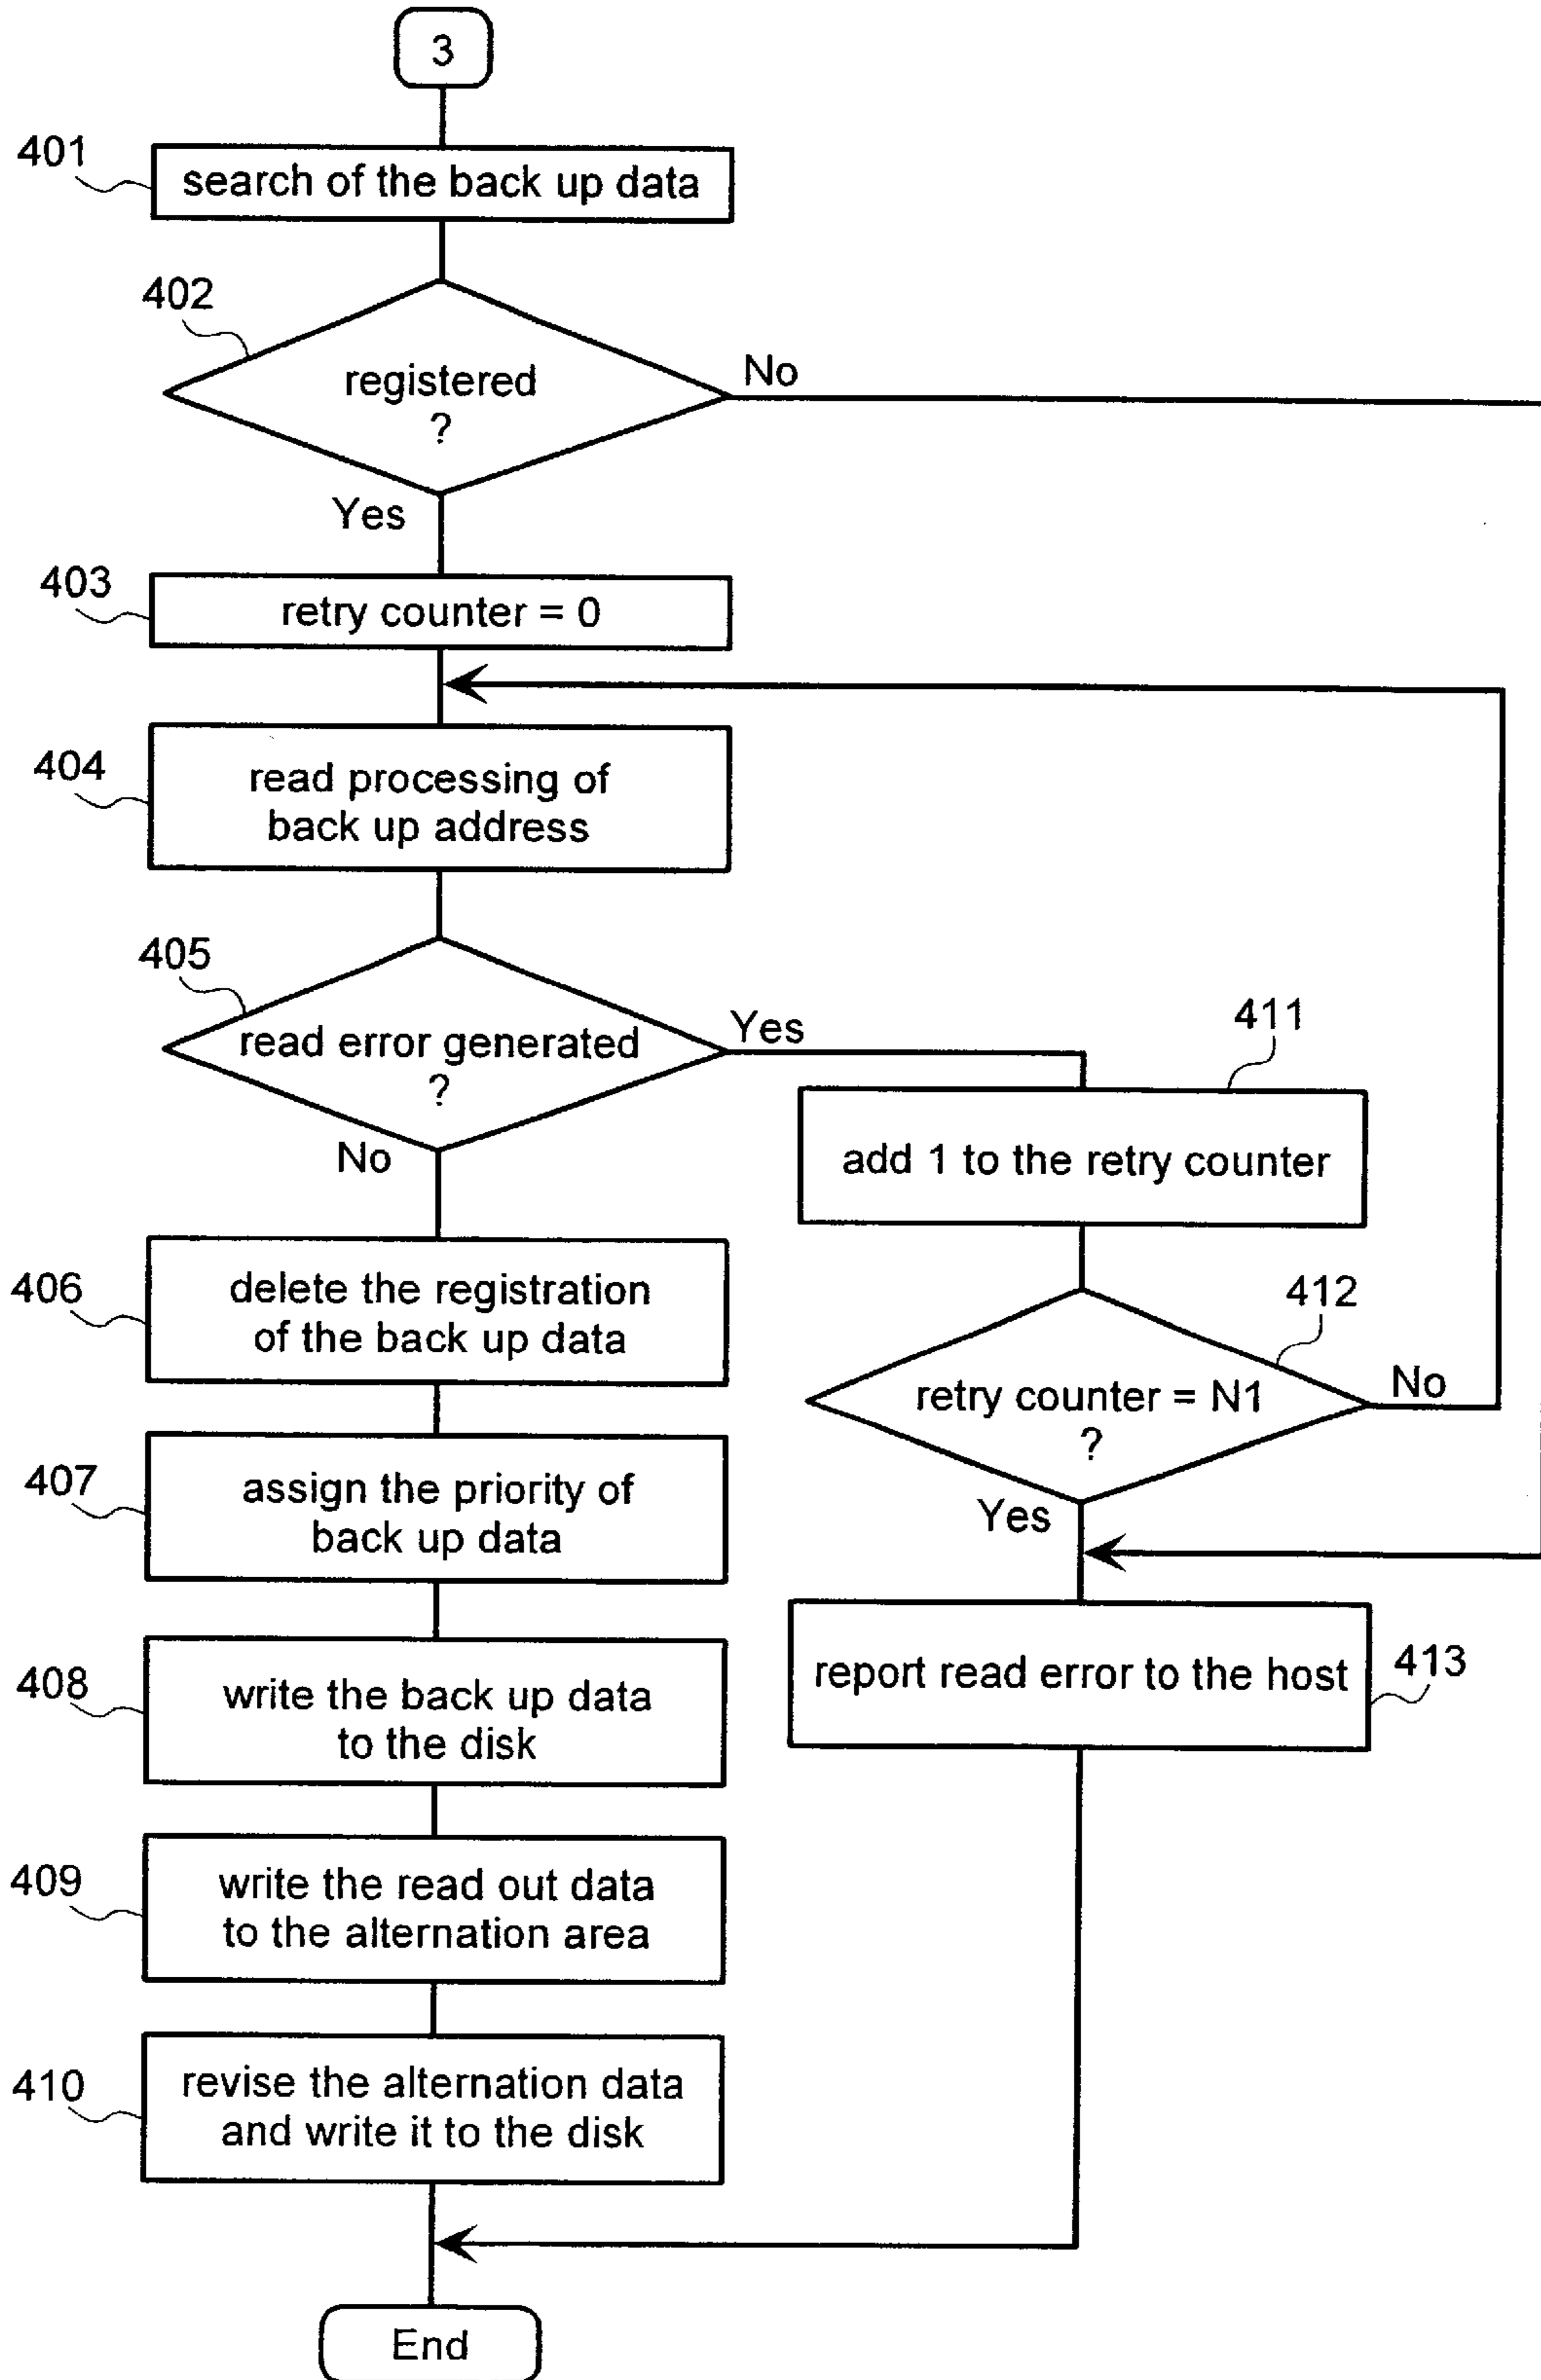 3
401
search of the back up data
402
registered
?
No
Yes
403
retry counter = 0
404
read processing of
back up address
405
read error generated
?
Yes
No
411
add 1 to the retry counter
406
delete the registration
of the back up data
412
retry counter = N1
?
No
Yes
407
assign the priority of
back up data
408
write the back up data
to the disk
report read error to the host
413
409
write the read out data
to the alternation area
410
revise the alternation data
and write it to the disk
End